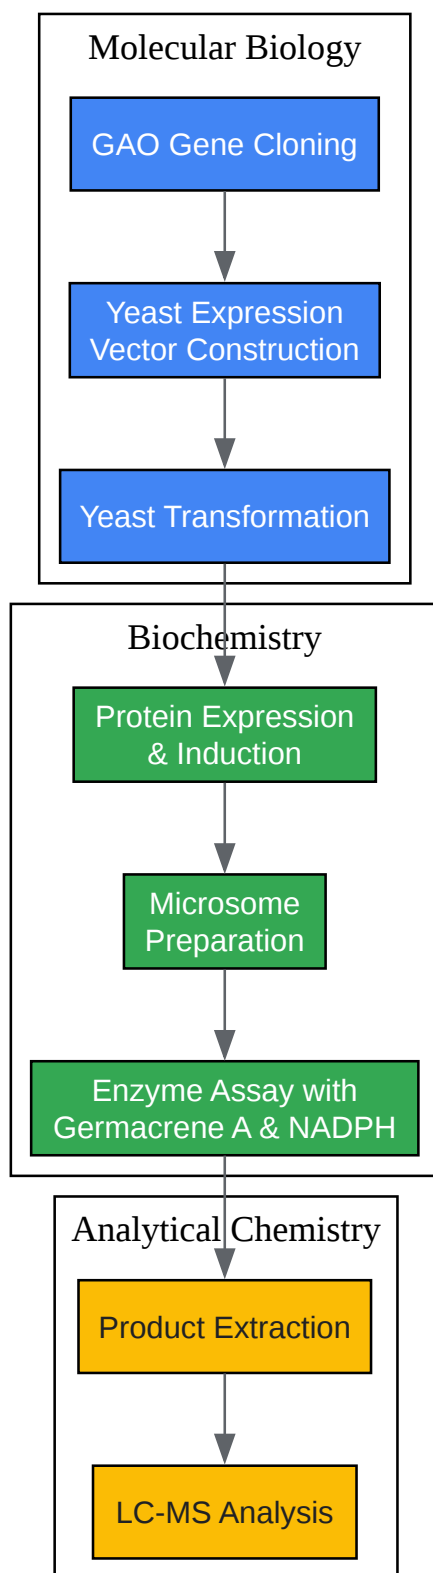 Molecular Biology
GAO Gene Cloning
Yeast Expression
Vector Construction
Yeast Transformation
Biochemistry
Protein Expression
& Induction
Microsome
Preparation
Enzyme Assay with
Germacrene A & NADPH
Analytical Chemistry
Product Extraction
LC-MS Analysis